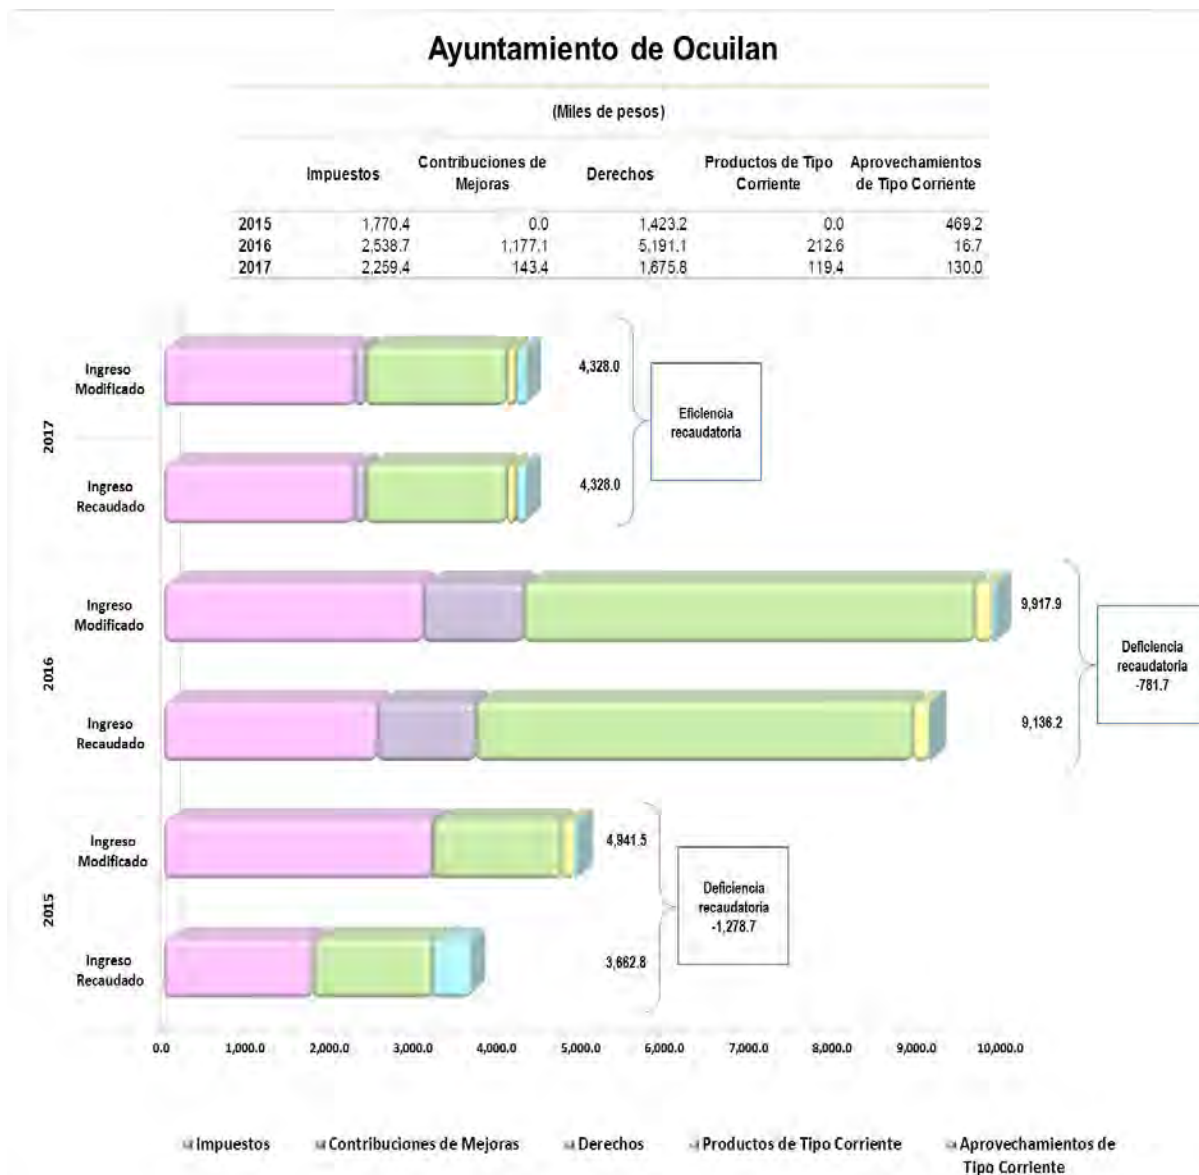 Ayuntamiento de Ocuilan
(Miles de pesos)
Impuestos Contribuciones de Mejoras Derechos Productos de Tipo Corriente Aprovechamientos de Tipo Corriente
2015 1,770.4 0.0 1,423.2 0.0 469.2
2016 2,538.7 1,177.1 5,191.1 212.6 16.7
2017 2,259.4 143.4 1,675.8 119.4 130.0
2017
Ingreso
Modificado
4,328.0
Eficiencia
recaudatoria
Ingreso
Recaudado
4,328.0
2016
Ingreso
Modificado
9,917.9
Deficiencia
recaudatoria
-781.7
Ingreso
Recaudado
9,136.2
2015
Ingreso
Modificado
4,941.5
Deficiencia
recaudatoria
-1,278.7
Ingreso
Recaudado
3,662.8
0.0 1,000.0 2,000.0 3,000.0 4,000.0 5,000.0 6,000.0 7,000.0 8,000.0 9,000.0 10,000.0
Impuestos Contribuciones de Mejoras Derechos Productos de Tipo Corriente Aprovechamientos de
Tipo Corriente